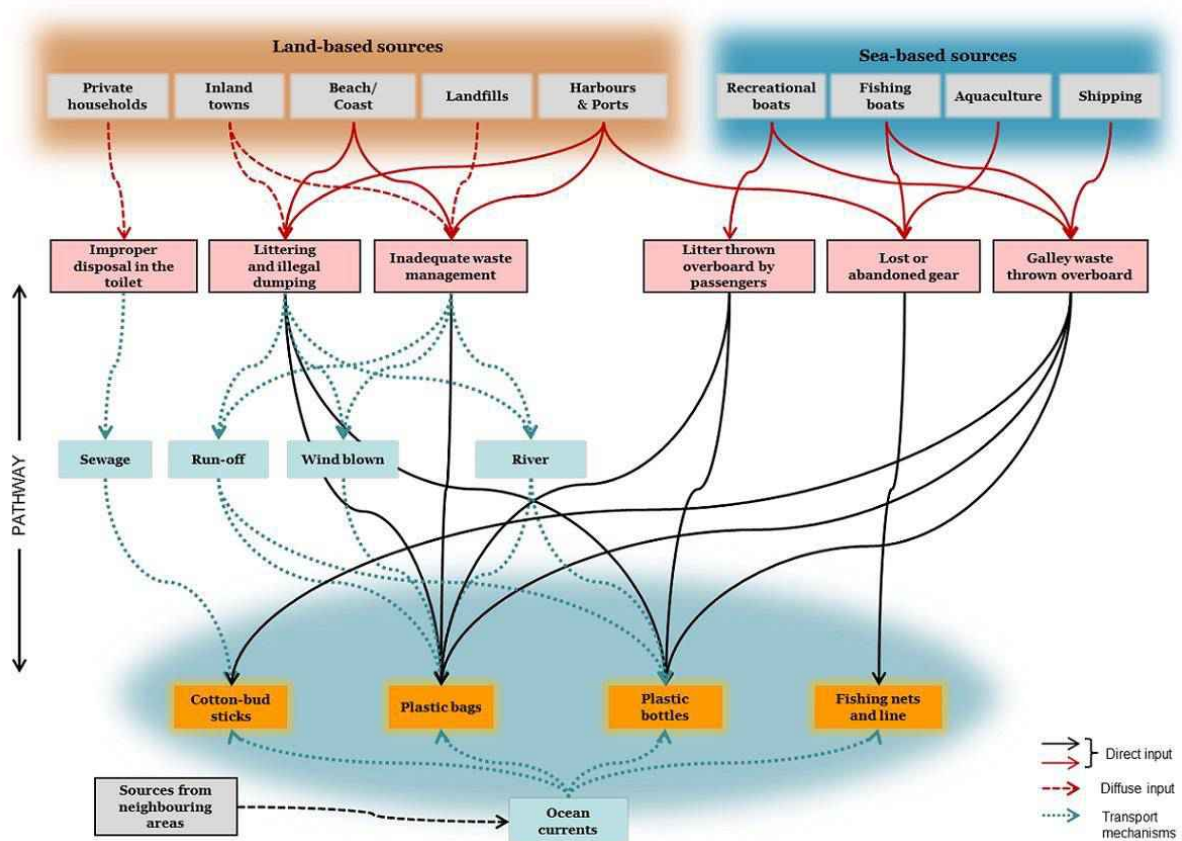 Land-based sources
Sea-based sources
Private
households
Inland
towns
Beach/
Coast
Landfills
Harbours
& Ports
Recreational
boats
Fishing
boats
Aquaculture
Shipping
Improper
disposal in the
toilet
Littering
and illegal
dumping
Inadequate waste
management
Litter thrown
overboard by
passengers
Lost or
abandoned gear
Galley waste
thrown overboard
PATHWAY
Sewage
Run-off
Wind blown
River
Cotton-bud
sticks
Plastic bags
Plastic
bottles
Fishing nets
and line
Sources from
neighbouring
areas
Ocean
currents
Direct input
Diffuse input
Transport
mechanisms